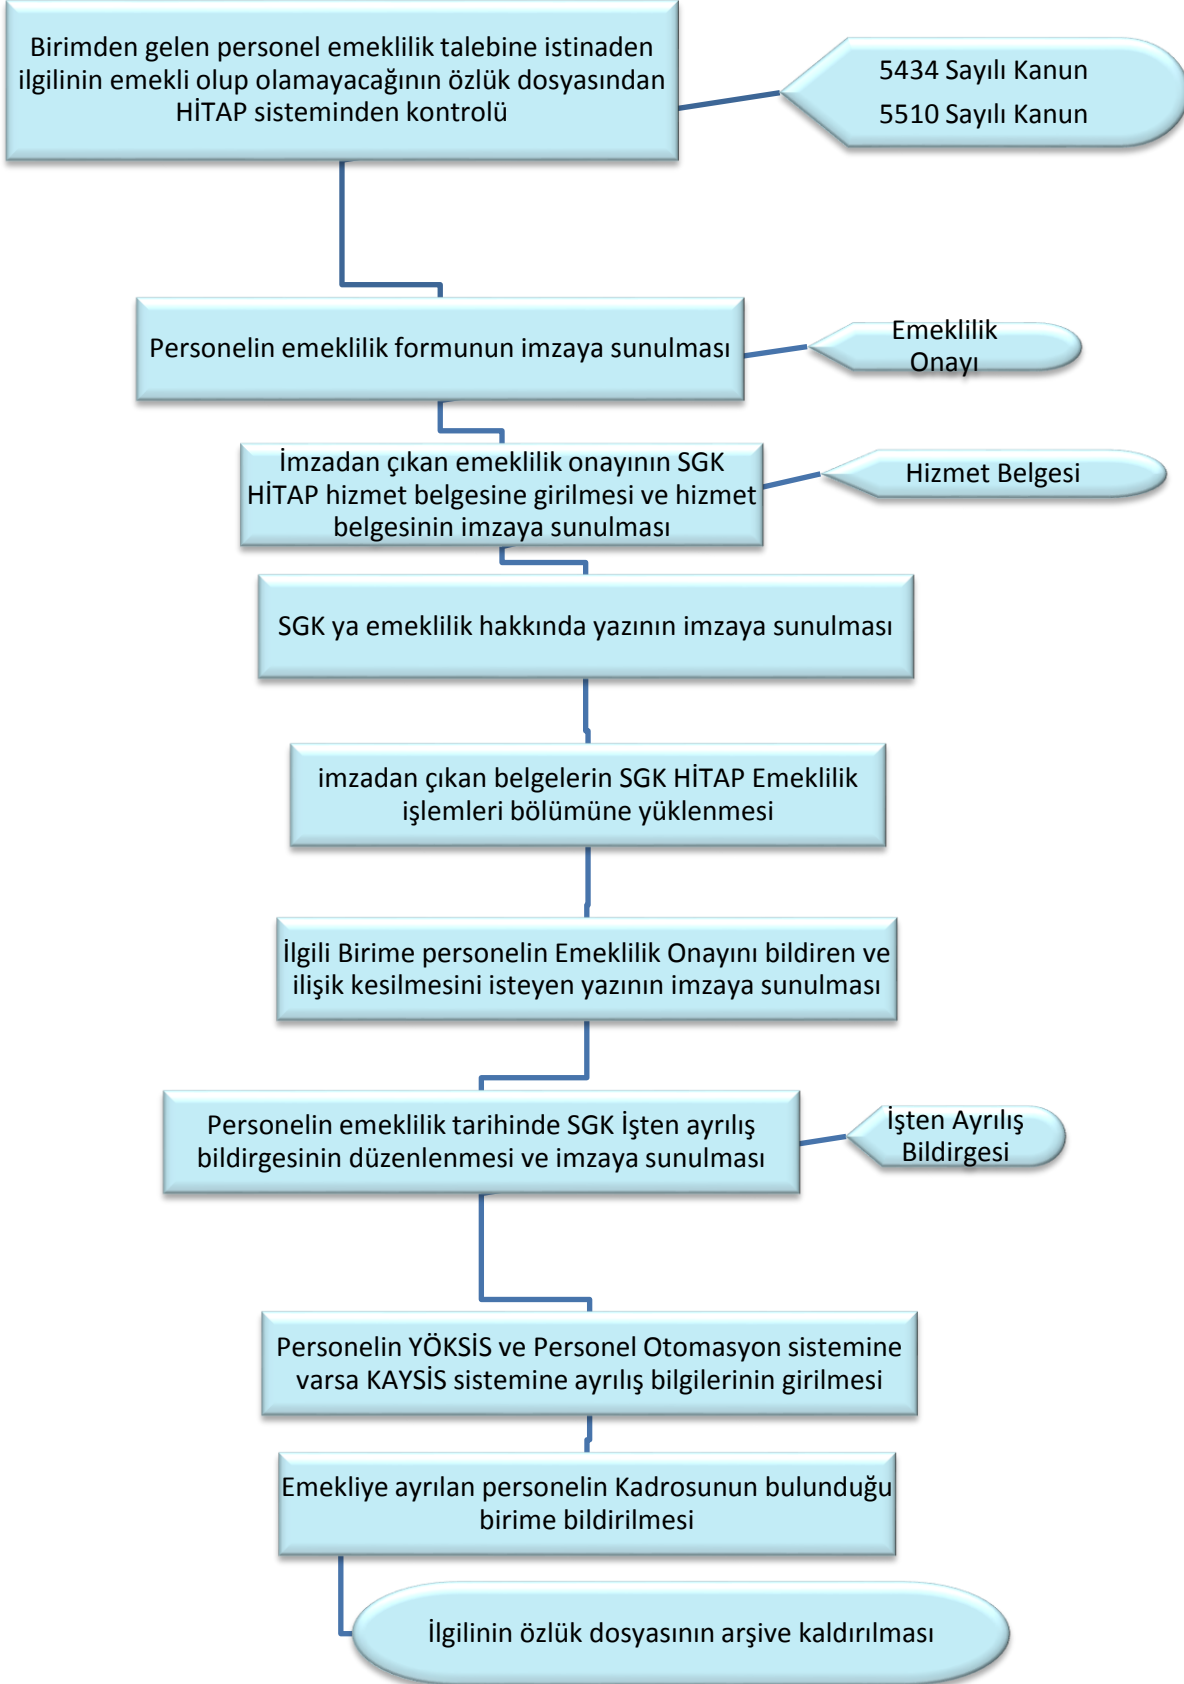 Birimden gelen personel emeklilik talebine istinaden
ilgilinin emekli olup olamayacağının özlük dosyasından
HİTAP sisteminden kontrolü
5434 Sayılı Kanun
5510 Sayılı Kanun
Personelin emeklilik formunun imzaya sunulması
Emeklilik
Onayı
İmzadan çıkan emeklilik onayının SGK
HİTAP hizmet belgesine girilmesi ve hizmet
belgesinin imzaya sunulması
Hizmet Belgesi
SGK ya emeklilik hakkında yazının imzaya sunulması
imzadan çıkan belgelerin SGK HİTAP Emeklilik
işlemleri bölümüne yüklenmesi
İlgili Birime personelin Emeklilik Onayını bildiren ve
ilişik kesilmesini isteyen yazının imzaya sunulması
Personelin emeklilik tarihinde SGK İşten ayrılış
bildirgesinin düzenlenmesi ve imzaya sunulması
İşten Ayrılış
Bildirgesi
Personelin YÖKSİS ve Personel Otomasyon sistemine
varsa KAYSİS sistemine ayrılış bilgilerinin girilmesi
Emekliye ayrılan personelin Kadrosunun bulunduğu
birime bildirilmesi
İlgilinin özlük dosyasının arşive kaldırılması